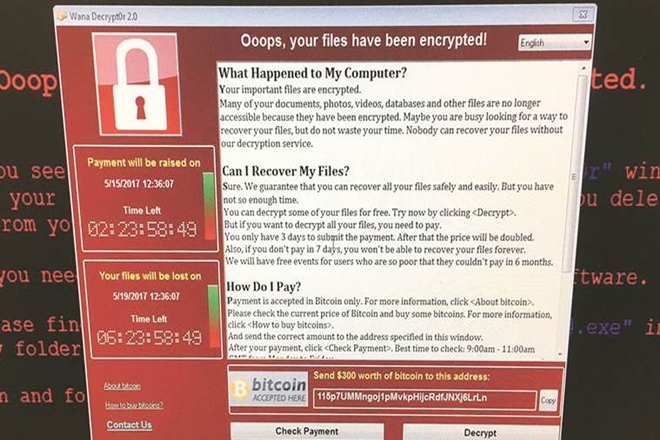 Wana Decrypt0r 2.0
Ooops, your files have been encrypted!
English
What Happened to My Computer?
Your important files are encrypted.
Many of your documents, photos, videos, databases and other files are no longer
accessible because they have been encrypted. Maybe you are busy looking for a way to
recover your files, but do not waste your time. Nobody can recover your files without
our decryption service.
Can I Recover My Files?
Sure. We guarantee that you can recover all your files safely and easily. But you have
not so enough time.
You can decrypt some of your files for free. Try now by clicking <Decrypt>.
But if you want to decrypt all your files, you need to pay.
You only have 3 days to submit the payment. After that the price will be doubled.
Also, if you don't pay in 7 days, you won't be able to recover your files forever.
We will have free events for users who are so poor that they couldn't pay in 6 months.
How Do I Pay?
Payment is accepted in Bitcoin only. For more information, click <About bitcoin>.
Please check the current price of Bitcoin and buy some bitcoins. For more information,
click <How to buy bitcoins>.
And send the correct amount to the address specified in this window.
After your payment, click <Check Payment>. Best time to check: 9:00am - 11:00am
Payment will be raised on
5/15/2017 12:36:07
Time Left
02:23:58:49
Your files will be lost on
5/19/2017 12:36:07
Time Left
06:23:58:49
About bitcoin
How to buy bitcoins?
Contact Us
bitcoin
ACCEPTED HERE
Send $300 worth of bitcoin to this address:
115p7UMMngoj1pMvkpHijcRdfJNXj6LrLn
Copy
Check Payment
Decrypt
Ooop
ted.
ou see
" win
your
ou dele
rom yo
you nee
ftware.
ase fin
.exe" in
folder
n and fo